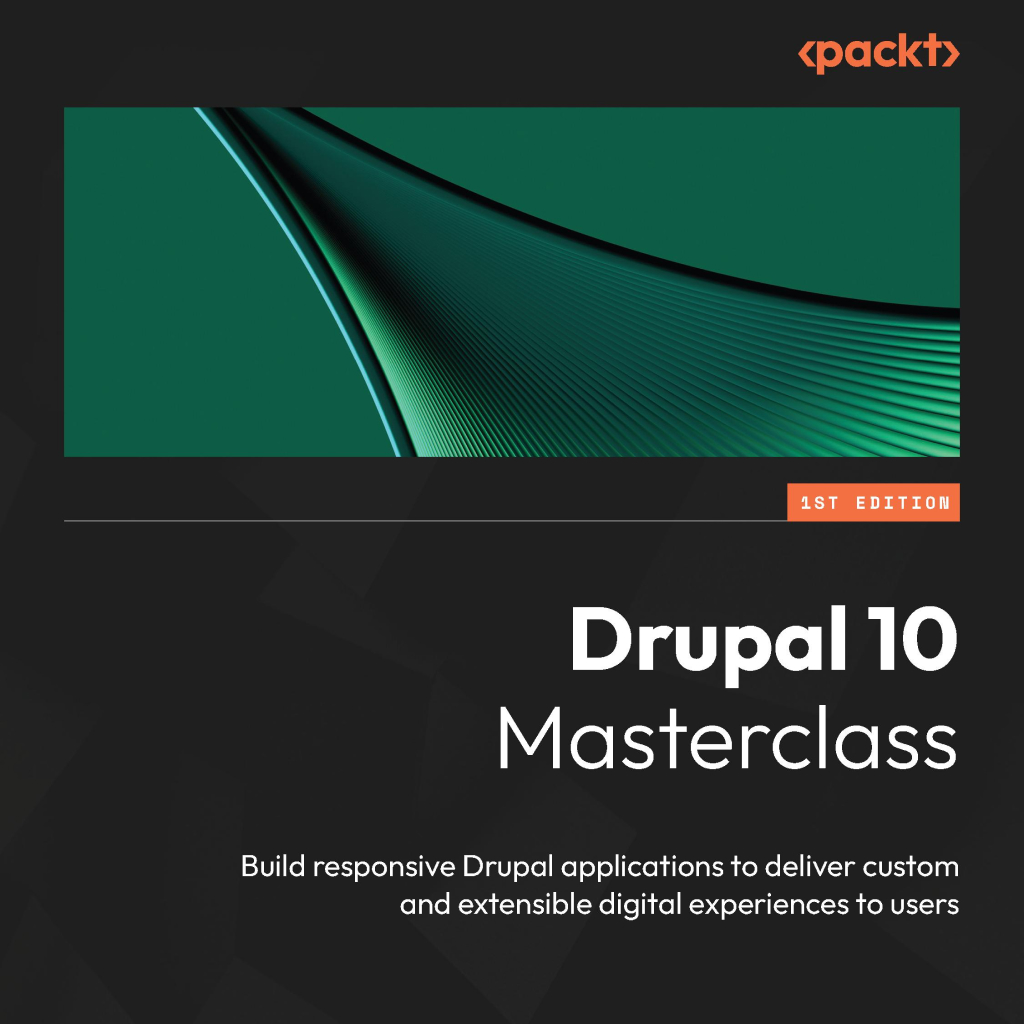 <packt>
1ST EDITION
Drupal 10
Masterclass
Build responsive Drupal applications to deliver custom
and extensible digital experiences to users